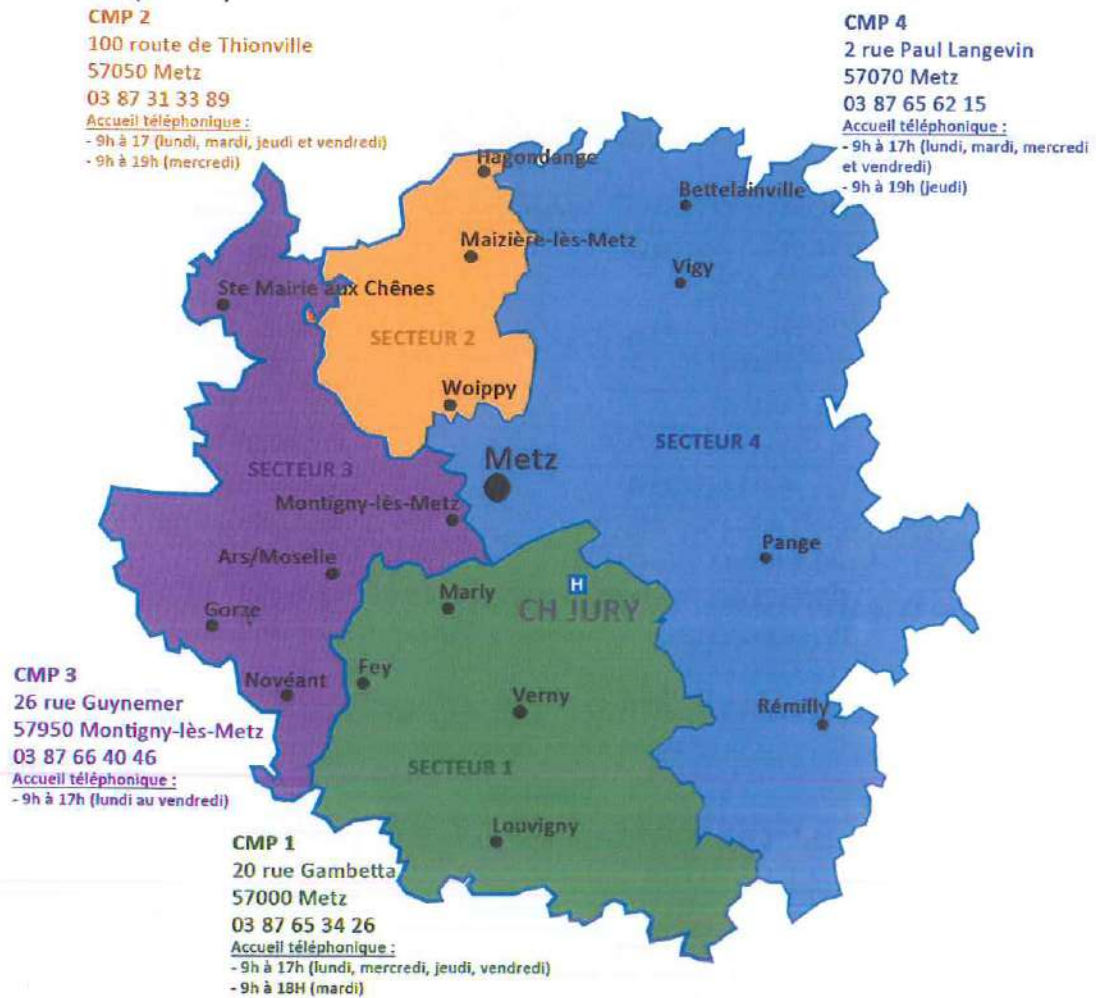 CMP 2
100 route de Thionville
57050 Metz
03 87 31 33 89
Accueil téléphonique :
- 9h à 17 (lundi, mardi, jeudi et vendredi)
- 9h à 19h (mercredi)
CMP 4
2 rue Paul Langevin
57070 Metz
03 87 65 62 15
Accueil téléphonique :
- 9h à 17h (lundi, mardi, mercredi
et vendredi)
- 9h à 19h (jeudi)
Hagondange
Bettelainville
Maizière-lès-Metz
Vigy
Ste Mairie aux Chênes
SECTEUR 2
Woippy
SECTEUR 4
Metz
SECTEUR 3
Montigny-lès-Metz
Pange
Ars/Moselle
H
Marly
CH JURY
Gorze
CMP 3
26 rue Guynemer
57950 Montigny-lès-Metz
03 87 66 40 46
Accueil téléphonique :
- 9h à 17h (lundi au vendredi)
Fey
Novéant
Verny
Rémilly
SECTEUR 1
Louvigny
CMP 1
20 rue Gambetta
57000 Metz
03 87 65 34 26
Accueil téléphonique :
- 9h à 17h (lundi, mercredi, jeudi, vendredi)
- 9h à 18H (mardi)